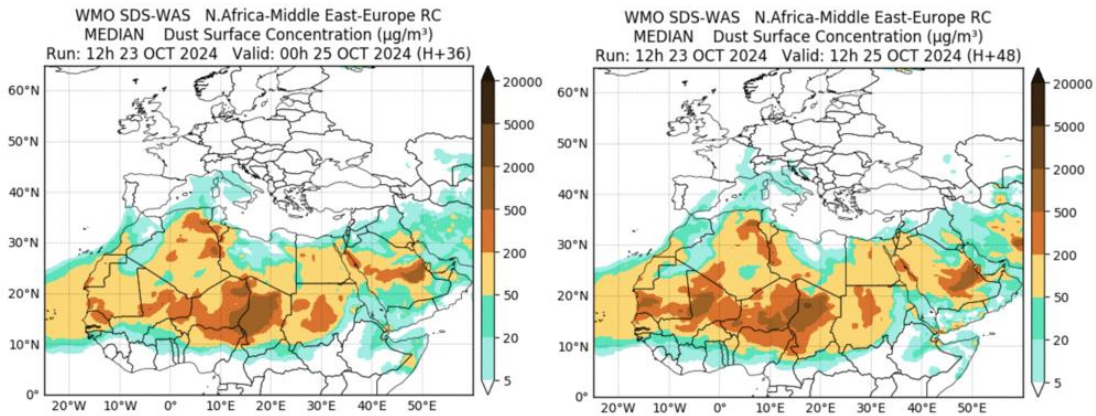 WMO SDS-WAS N.Africa-Middle East-Europe RC
MEDIAN Dust Surface Concentration (µg/m³)
Run: 12h 23 OCT 2024 Valid: 00h 25 OCT 2024 (H+36)
60°N
50°N
40°N
30°N
20°N
10°N
0°
20°W
10°W
0°
10°E
20°E
30°E
40°E
50°E
20000
5000
2000
500
200
50
20
5
WMO SDS-WAS N.Africa-Middle East-Europe RC
MEDIAN Dust Surface Concentration (µg/m³)
Run: 12h 23 OCT 2024 Valid: 12h 25 OCT 2024 (H+48)
60°N
50°N
40°N
30°N
20°N
10°N
0°
20°W
10°W
0°
10°E
20°E
30°E
40°E
50°E
20000
5000
2000
500
200
50
20
5